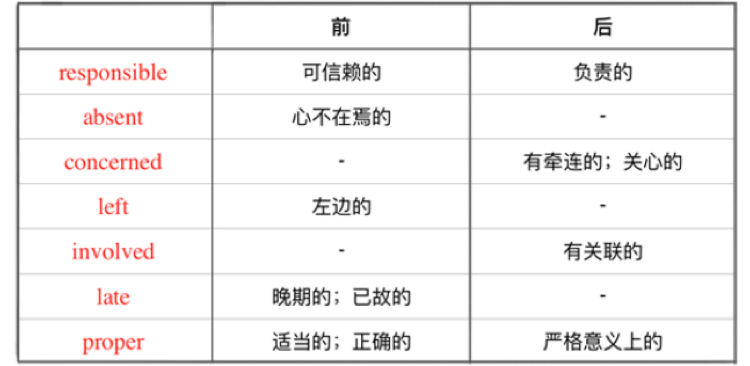 前 后
responsible 可信赖的 负责的
absent 心不在焉的 -
concerned - 有牵连的；关心的
left 左边的 -
involved - 有关联的
late 晚期的；已故的 -
proper 适当的；正确的 严格意义上的